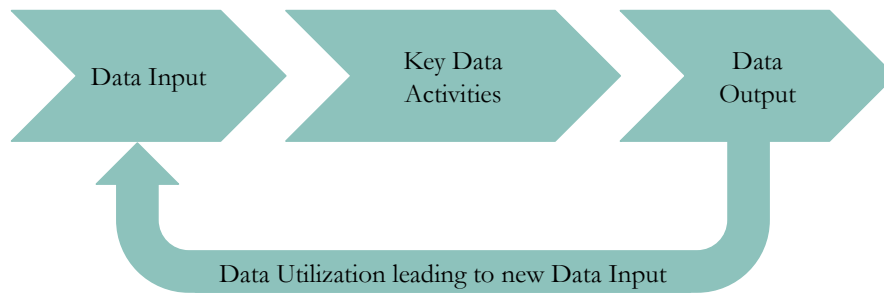 Data Input
Key Data
Activities
Data
Output
Data Utilization leading to new Data Input